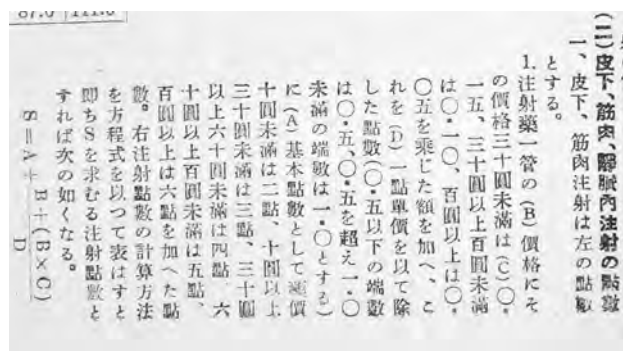 (二)皮下、筋肉、臓腑內注射の點數
一、皮下、筋肉注射は左の點數
とする。
1.注射藥一管の(B)價格にそ
の價格三十圓未滿は(C)〇・
一五、三十圓以上百圓未滿
は〇・一〇、百圓以上は〇・
〇五を乘じた額を加へ、こ
れを(D)一點單價を以て除
した點數(〇・五以下の端數
は〇・五、〇・五を超え一・〇
未滿の端數は一・〇とする)
に(A)基本點數として藥價
十圓未滿は二點、十圓以上
三十圓未滿は三點、三十圓
以上六十圓未滿は四點、六
十圓以上百圓未滿は五點、
百圓以上は六點を加へた點
數。右注射點數の計算方法
を方程式を以つて表はすと
即ちSを求むる注射點數と
すれば次の如くなる。
S=A+B+(B×C)/D
87.0 111.0